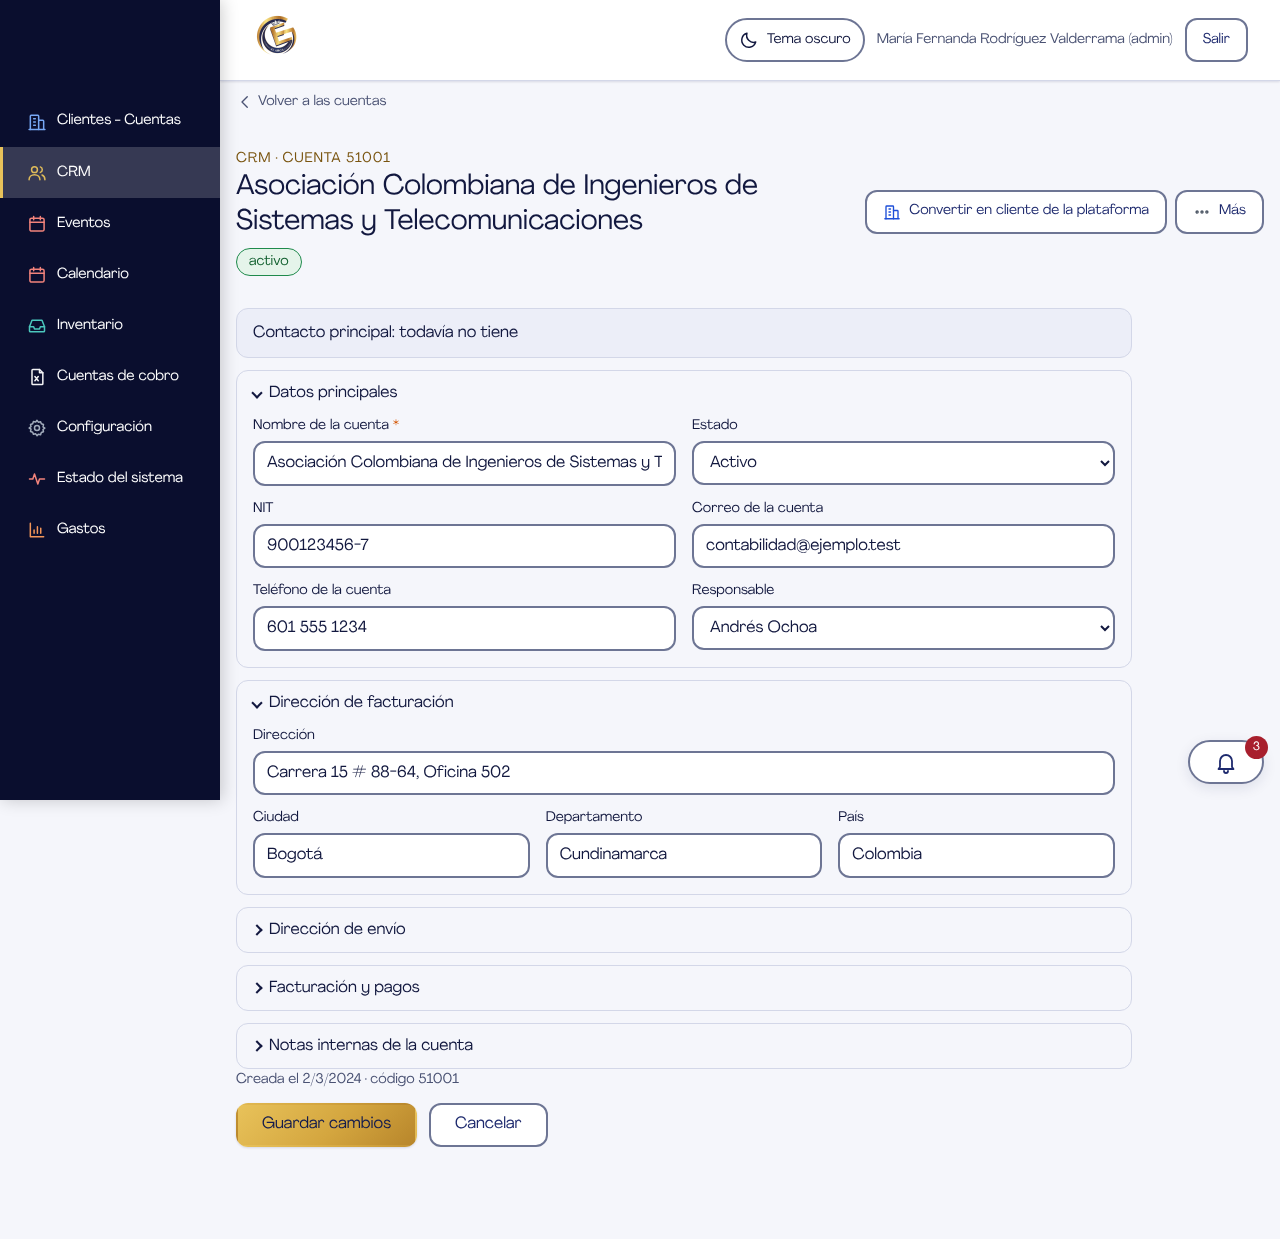 Tema oscuro
María Fernanda Rodríguez Valderrama (admin)
Salir
Clientes - Cuentas
CRM
Eventos
Calendario
Inventario
Cuentas de cobro
Configuración
Estado del sistema
Gastos
Volver a las cuentas
CRM · CUENTA 51001
Asociación Colombiana de Ingenieros de
Sistemas y Telecomunicaciones
activo
Convertir en cliente de la plataforma
Más
Contacto principal: todavía no tiene
Datos principales
Nombre de la cuenta *
Asociación Colombiana de Ingenieros de Sistemas y T
Estado
Activo
NIT
900123456-7
Correo de la cuenta
contabilidad@ejemplo.test
Teléfono de la cuenta
601 555 1234
Responsable
Andrés Ochoa
Dirección de facturación
Dirección
Carrera 15 # 88-64, Oficina 502
Ciudad
Bogotá
Departamento
Cundinamarca
País
Colombia
Dirección de envío
Facturación y pagos
Notas internas de la cuenta
Creada el 2/3/2024 · código 51001
Guardar cambios
Cancelar
3